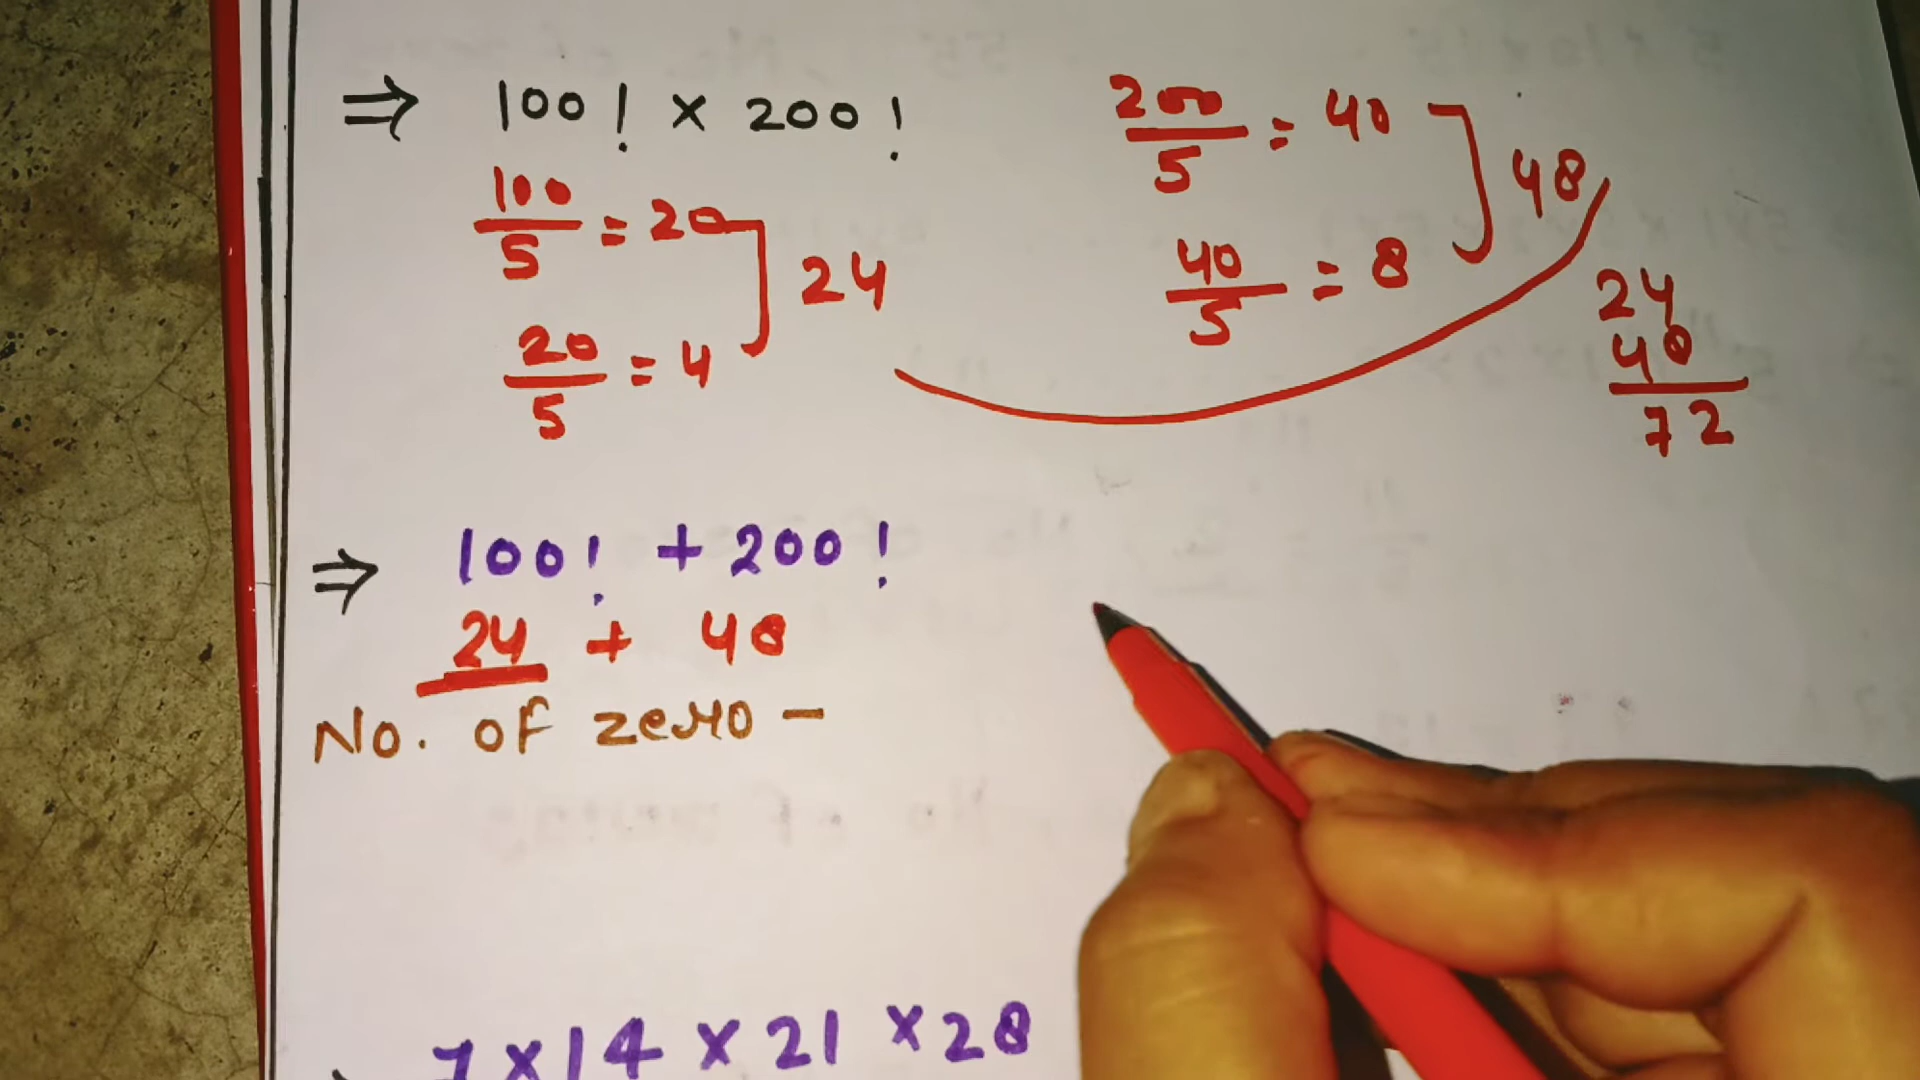 ⇒ 100! × 200!
100/5 = 20
20/5 = 4
24
200/5 = 40
40/5 = 8
48
24
40
72
⇒ 100! + 200!
24 + 48
No. of zero -
7 × 14 × 21 × 28